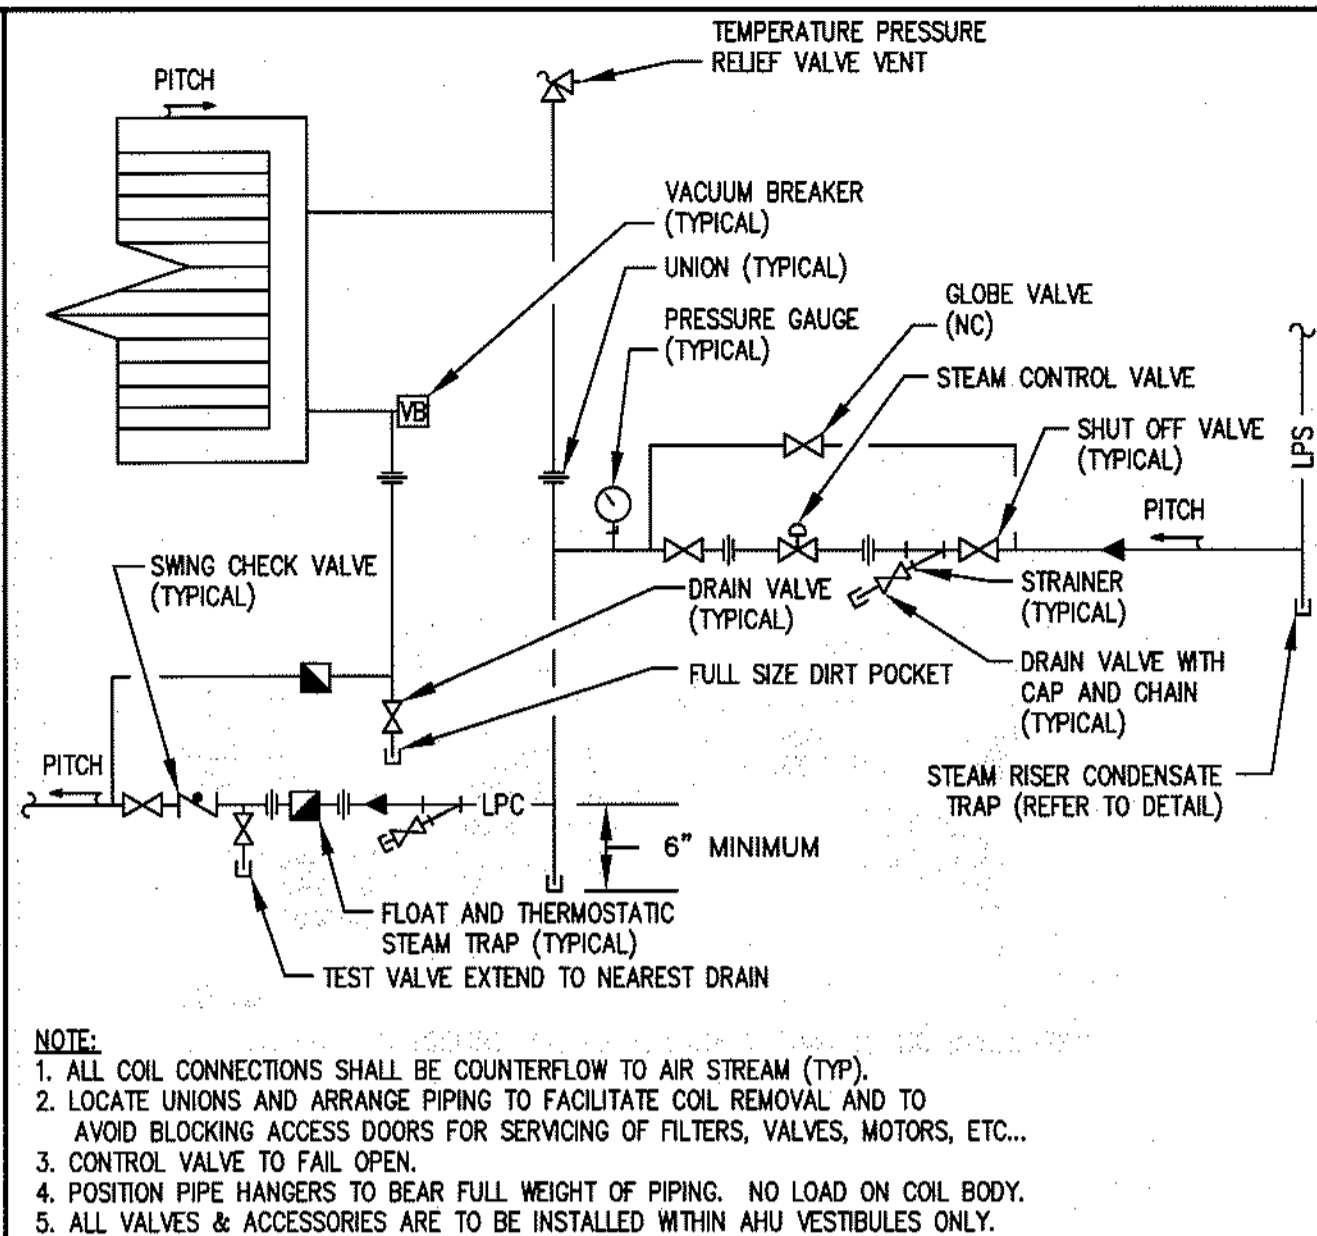 TEMPERATURE PRESSURE
RELIEF VALVE VENT
PITCH
VACUUM BREAKER
(TYPICAL)
UNION (TYPICAL)
PRESSURE GAUGE
(TYPICAL)
GLOBE VALVE
(NC)
STEAM CONTROL VALVE
SHUT OFF VALVE
(TYPICAL)
LPS
VB
PITCH
SWING CHECK VALVE
(TYPICAL)
DRAIN VALVE
(TYPICAL)
STRAINER
(TYPICAL)
FULL SIZE DIRT POCKET
DRAIN VALVE WITH
CAP AND CHAIN
(TYPICAL)
PITCH
STEAM RISER CONDENSATE
TRAP (REFER TO DETAIL)
LPC
6" MINIMUM
FLOAT AND THERMOSTATIC
STEAM TRAP (TYPICAL)
TEST VALVE EXTEND TO NEAREST DRAIN
NOTE:
1. ALL COIL CONNECTIONS SHALL BE COUNTERFLOW TO AIR STREAM (TYP).
2. LOCATE UNIONS AND ARRANGE PIPING TO FACILITATE COIL REMOVAL AND TO
AVOID BLOCKING ACCESS DOORS FOR SERVICING OF FILTERS, VALVES, MOTORS, ETC...
3. CONTROL VALVE TO FAIL OPEN.
4. POSITION PIPE HANGERS TO BEAR FULL WEIGHT OF PIPING. NO LOAD ON COIL BODY.
5. ALL VALVES & ACCESSORIES ARE TO BE INSTALLED WITHIN AHU VESTIBULES ONLY.